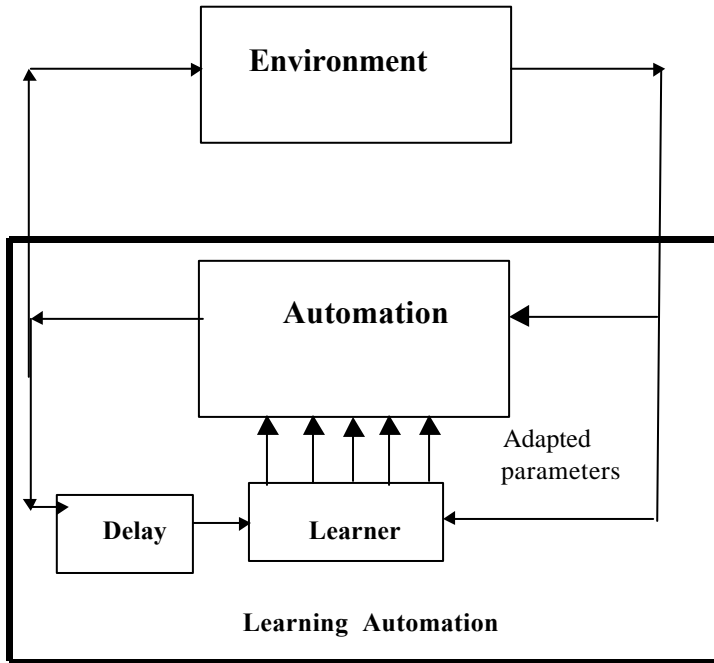 Environment
Automation
Adapted
parameters
Delay
Learner
Learning Automation